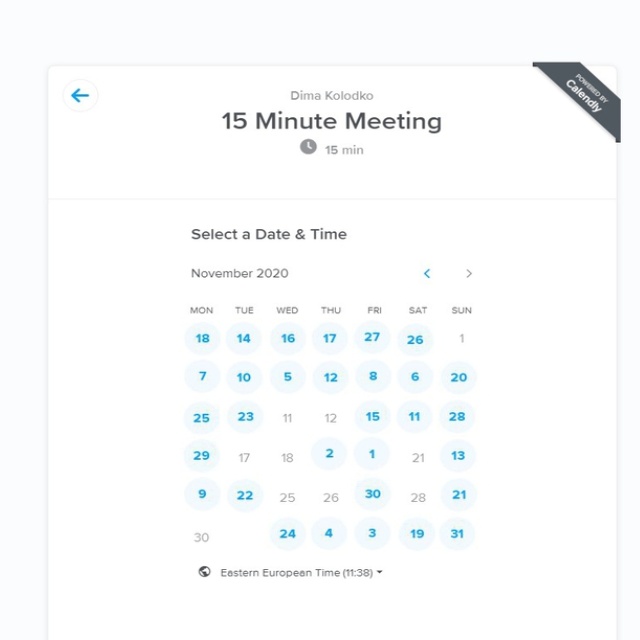 POWERED BY
Calendly
Dima Kolodko
15 Minute Meeting
15 min
Select a Date & Time
November 2020
MON TUE WED THU FRI SAT SUN
18 14 16 17 27 26 1
7 10 5 12 8 6 20
25 23 11 12 15 11 28
29 17 18 2 1 21 13
9 22 25 26 30 28 21
30 24 4 3 19 31
Eastern European Time (11:38)